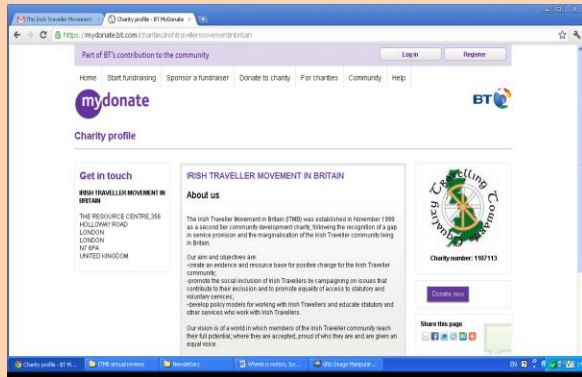 The Irish Traveller Movement
Charity profile - BT MyDonate
https://mydonate.bt.com/charities/irishtravellermovementinbritain
Part of BT's contribution to the community
Log in
Register
Home Start fundraising Sponsor a fundraiser Donate to charity For charities Community Help
mydonate
BT
Charity profile
Get in touch
IRISH TRAVELLER MOVEMENT IN
BRITAIN
THE RESOURCE CENTRE, 356
HOLLOWAY ROAD
LONDON
LONDON
N7 6PA
UNITED KINGDOM
IRISH TRAVELLER MOVEMENT IN BRITAIN
About us
The Irish Traveller Movement in Britain (ITMB) was established in November 1999
as a second tier community development charity, following the recognition of a gap
in service provision and the marginalisation of the Irish Traveller community living
in Britain.
Our aim and objectives are:
-create an evidence and resource base for positive change for the Irish Traveller
community;
-promote the social inclusion of Irish Travellers by campaigning on issues that
contribute to their exclusion and to promote equality of access to statutory and
voluntary services;
-develop policy models for working with Irish Travellers and educate statutory and
other services who work with Irish Travellers.
Our vision is of a world in which members of the Irish Traveller community reach
their full potential; where they are accepted, proud of who they are and are given an
equal voice.
Travelling Community Equality
Charity number: 1107113
Donate now
Share this page
Charity profile - BT M...
ITMB annual reviews
Newsletters
GNU Image Manipulat...
EN